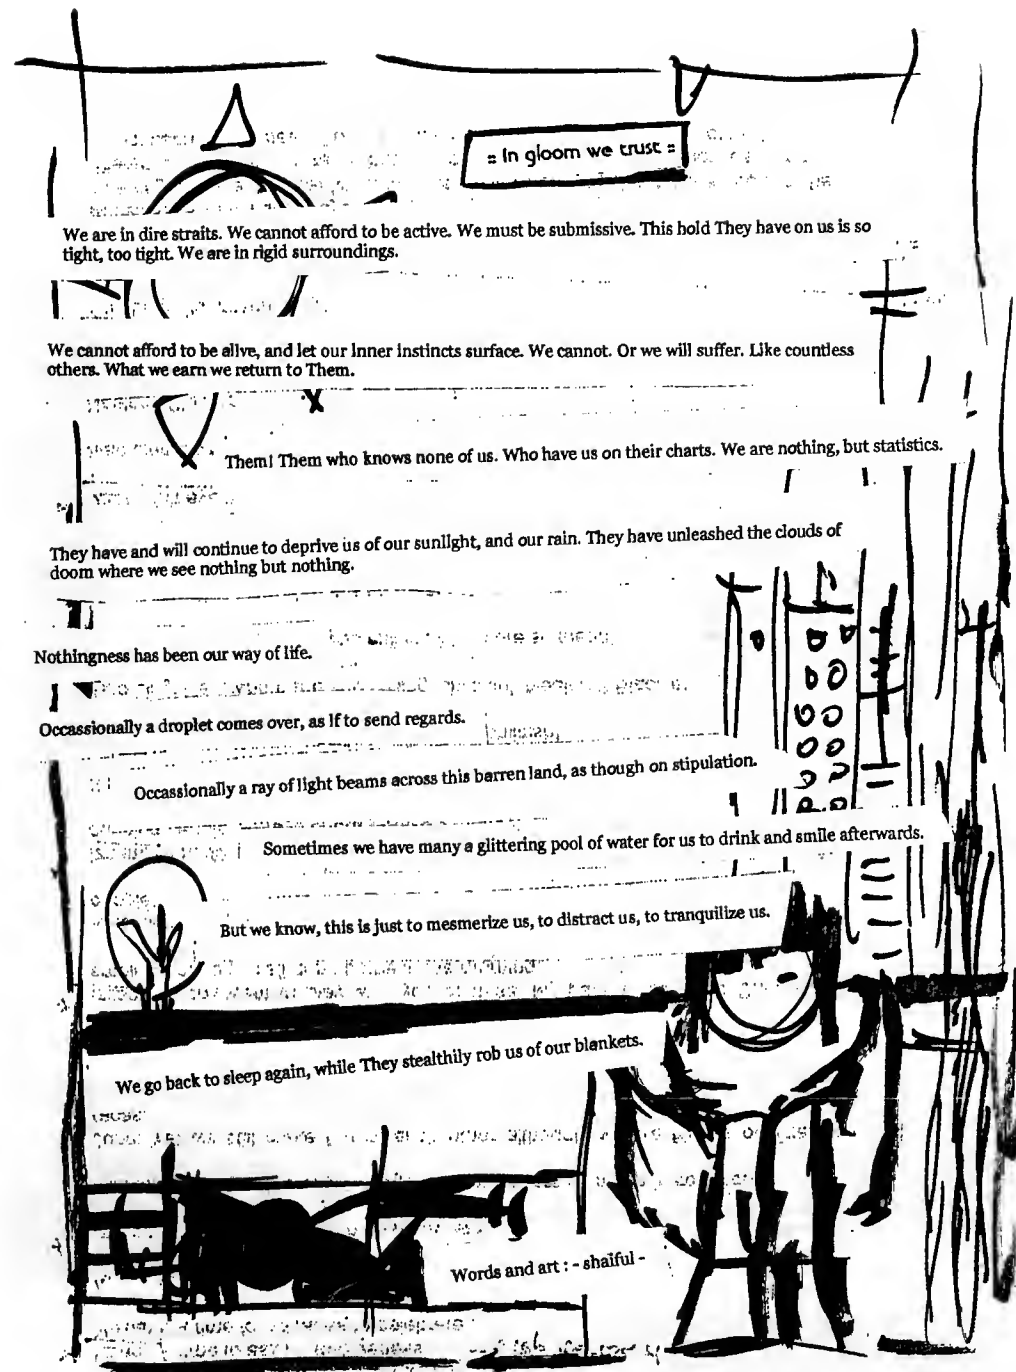 :: In gloom we trust ::
We are in dire straits. We cannot afford to be active. We must be submissive. This hold They have on us is so
tight, too tight. We are in rigid surroundings.
We cannot afford to be alive, and let our inner instincts surface. We cannot. Or we will suffer. Like countless
others. What we earn we return to Them.
Them! Them who knows none of us. Who have us on their charts. We are nothing, but statistics.
They have and will continue to deprive us of our sunlight, and our rain. They have unleashed the clouds of
doom where we see nothing but nothing.
Nothingness has been our way of life.
Occassionally a droplet comes over, as if to send regards.
Occassionally a ray of light beams across this barren land, as though on stipulation.
Sometimes we have many a glittering pool of water for us to drink and smile afterwards.
But we know, this is just to mesmerize us, to distract us, to tranquilize us.
We go back to sleep again, while They stealthily rob us of our blankets.
Words and art : - shaiful -